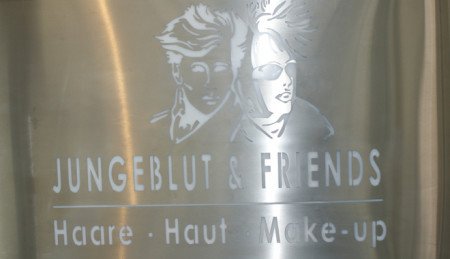 JUNGEBLUT & FRIENDS
Haare · Haut · Make-up